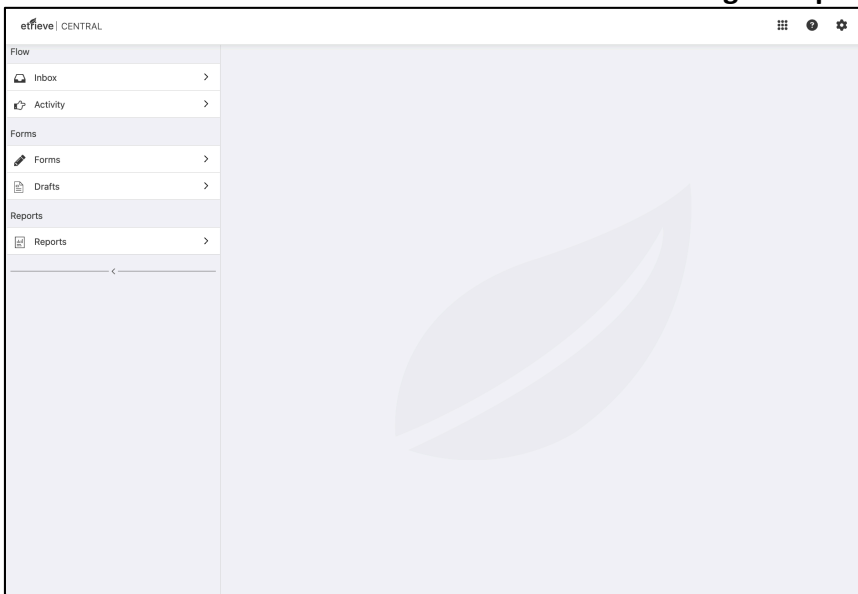 etrieve | CENTRAL
Flow
Inbox
Activity
Forms
Forms
Drafts
Reports
Reports